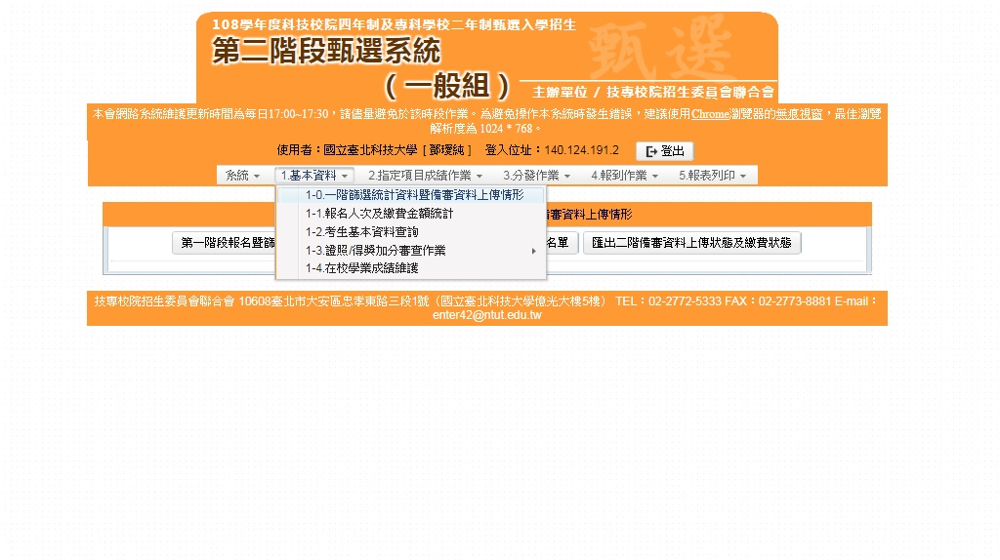 108學年度科技校院四年制及專科學校二年制甄選入學招生
甄選
第二階段甄選系統
（一般組）
主辦單位 / 技專校院招生委員會聯合會
本會網路系統維護更新時間為每日17:00~17:30，請儘量避免於該時段作業。為避免操作本系統時發生錯誤，建議使用Chrome瀏覽器的無痕視窗，最佳瀏覽
解析度為 1024 * 768。
使用者：國立臺北科技大學 [ 鄧璦純 ] 登入位址：140.124.191.2 登出
系統 1.基本資料 2.指定項目成績作業 3.分發作業 4.報到作業 5.報表列印
1-0.一階篩選統計資料暨備審資料上傳情形
1-1.報名人次及繳費金額統計
1-2.考生基本資料查詢
1-3.證照/得獎加分審查作業
1-4.在校學業成績維護
審資料上傳情形
第一階段報名暨篩 名單 匯出二階備審資料上傳狀態及繳費狀態
技專校院招生委員會聯合會 10608臺北市大安區忠孝東路三段1號（國立臺北科技大學億光大樓5樓） TEL：02-2772-5333 FAX：02-2773-8881 E-mail：
enter42@ntut.edu.tw